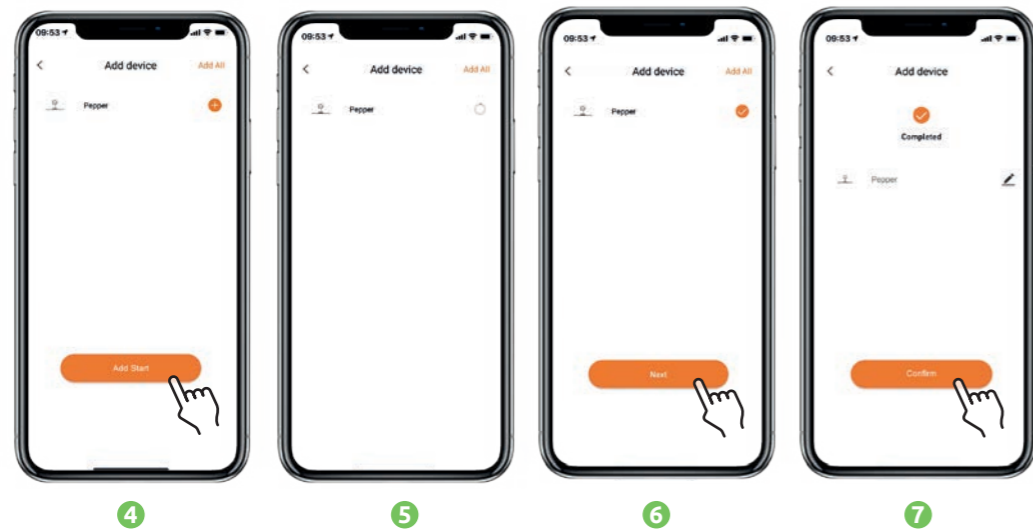 09:53
Add device
Add All
Pepper
Add Start
4
09:53
Add device
Add All
Pepper
5
09:53
Add device
Add All
Pepper
Next
6
09:53
Add device
Completed
Pepper
Confirm
7